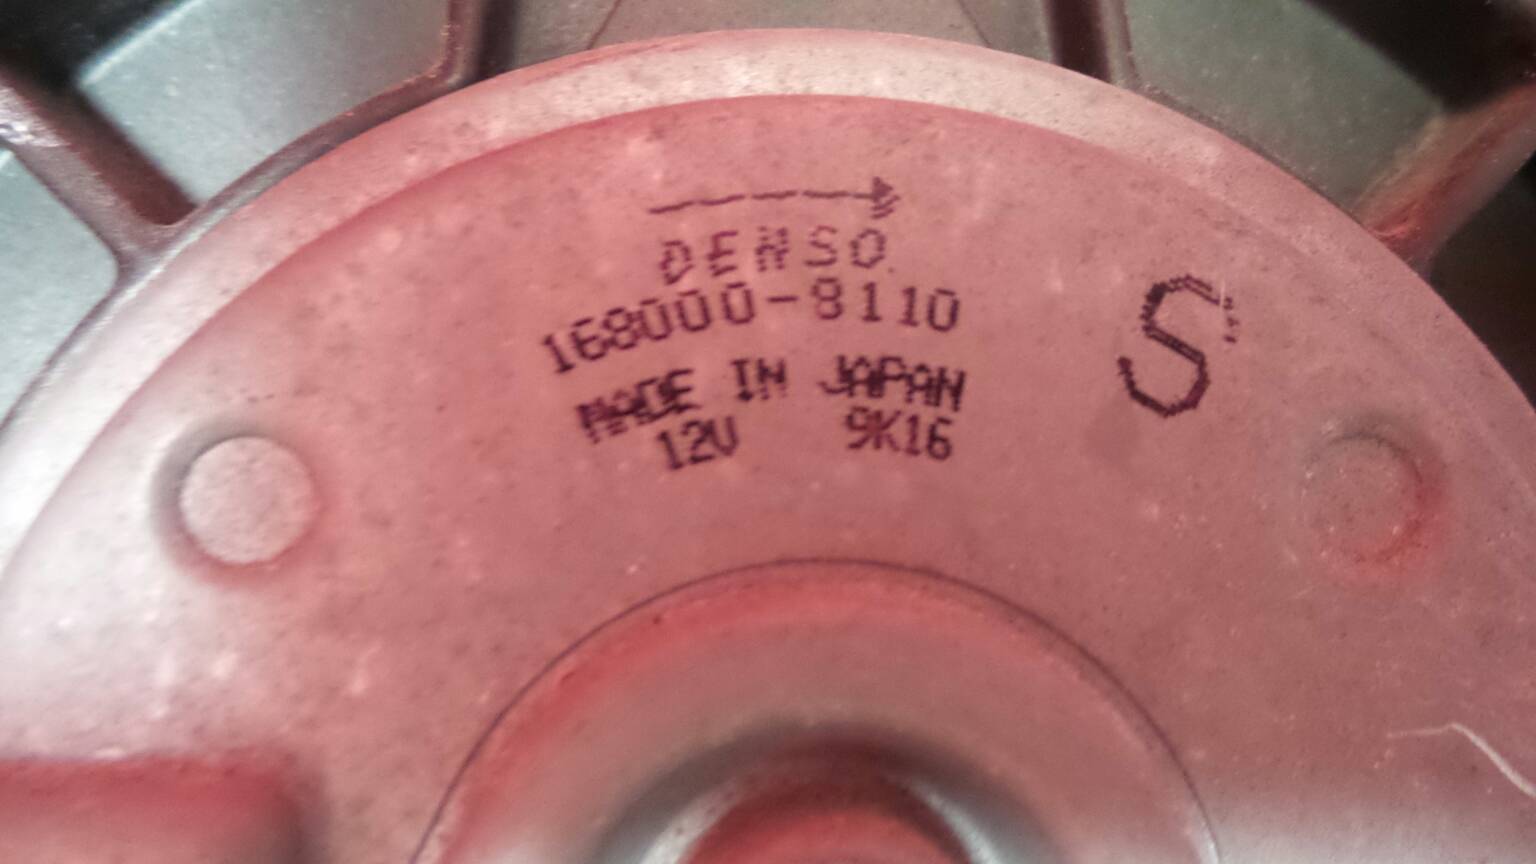 DENSO
168000-8110
S
MADE IN JAPAN
12V 9K16